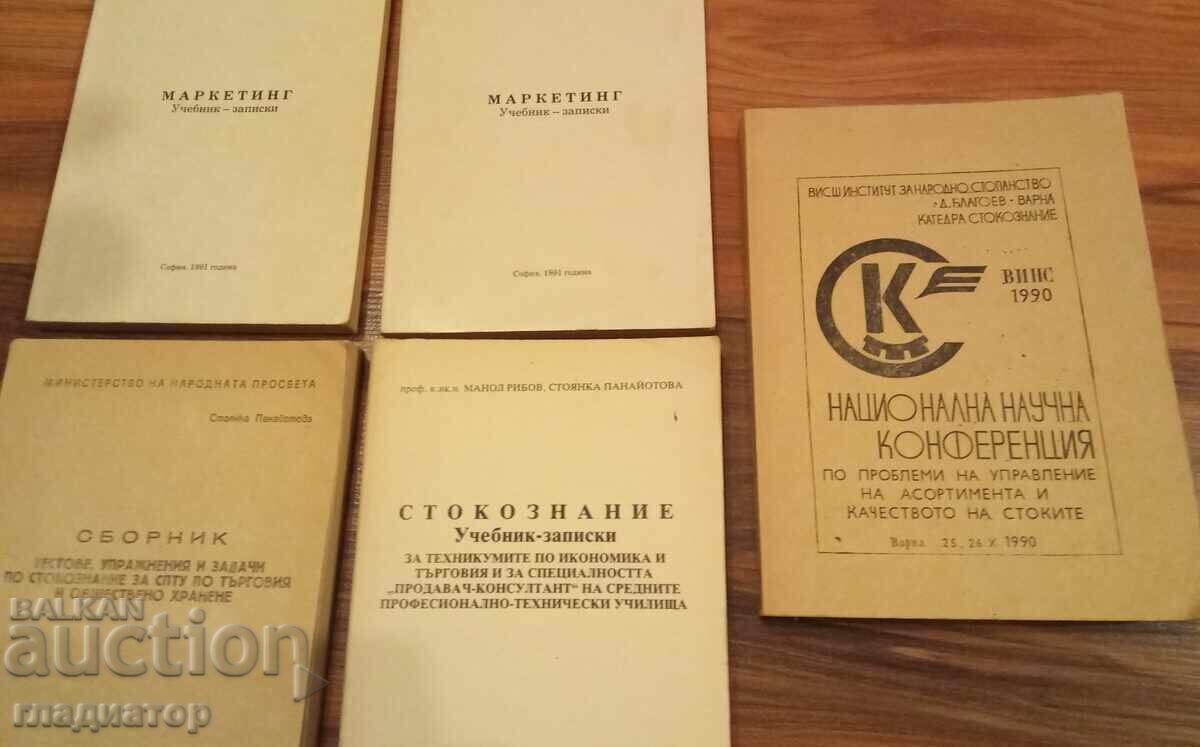 МАРКЕТИНГ
Учебник – записки
София, 1991 година
МАРКЕТИНГ
Учебник – записки
София, 1991 година
МИНИСТЕРСТВО НА НАРОДНАТА ПРОСВЕТА
Стоянка Панайотова
СБОРНИК
ТЕСТОВЕ, УПРАЖНЕНИЯ И ЗАДАЧИ
ПО СТОКОЗНАНИЕ ЗА СПТУ ПО ТЪРГОВИЯ
И ОБЩЕСТВЕНО ХРАНЕНЕ
проф. к.ик.н. МАНОЛ РИБОВ, СТОЯНКА ПАНАЙОТОВА
СТОКОЗНАНИЕ
Учебник-записки
ЗА ТЕХНИКУМИТЕ ПО ИКОНОМИКА И
ТЪРГОВИЯ И ЗА СПЕЦИАЛНОСТТА
„ПРОДАВАЧ-КОНСУЛТАНТ" НА СРЕДНИТЕ
ПРОФЕСИОНАЛНО-ТЕХНИЧЕСКИ УЧИЛИЩА
ВИСШ ИНСТИТУТ ЗА НАРОДНО СТОПАНСТВО
"Д. БЛАГОЕВ" - ВАРНА
КАТЕДРА СТОКОЗНАНИЕ
СК
ВИНС
1990
НАЦИОНАЛНА НАУЧНА
КОНФЕРЕНЦИЯ
ПО ПРОБЛЕМИ НА УПРАВЛЕНИЕ
НА АСОРТИМЕНТА И
КАЧЕСТВОТО НА СТОКИТЕ
Варна 25, 26 X 1990
BALKAN
auction
гладиатор